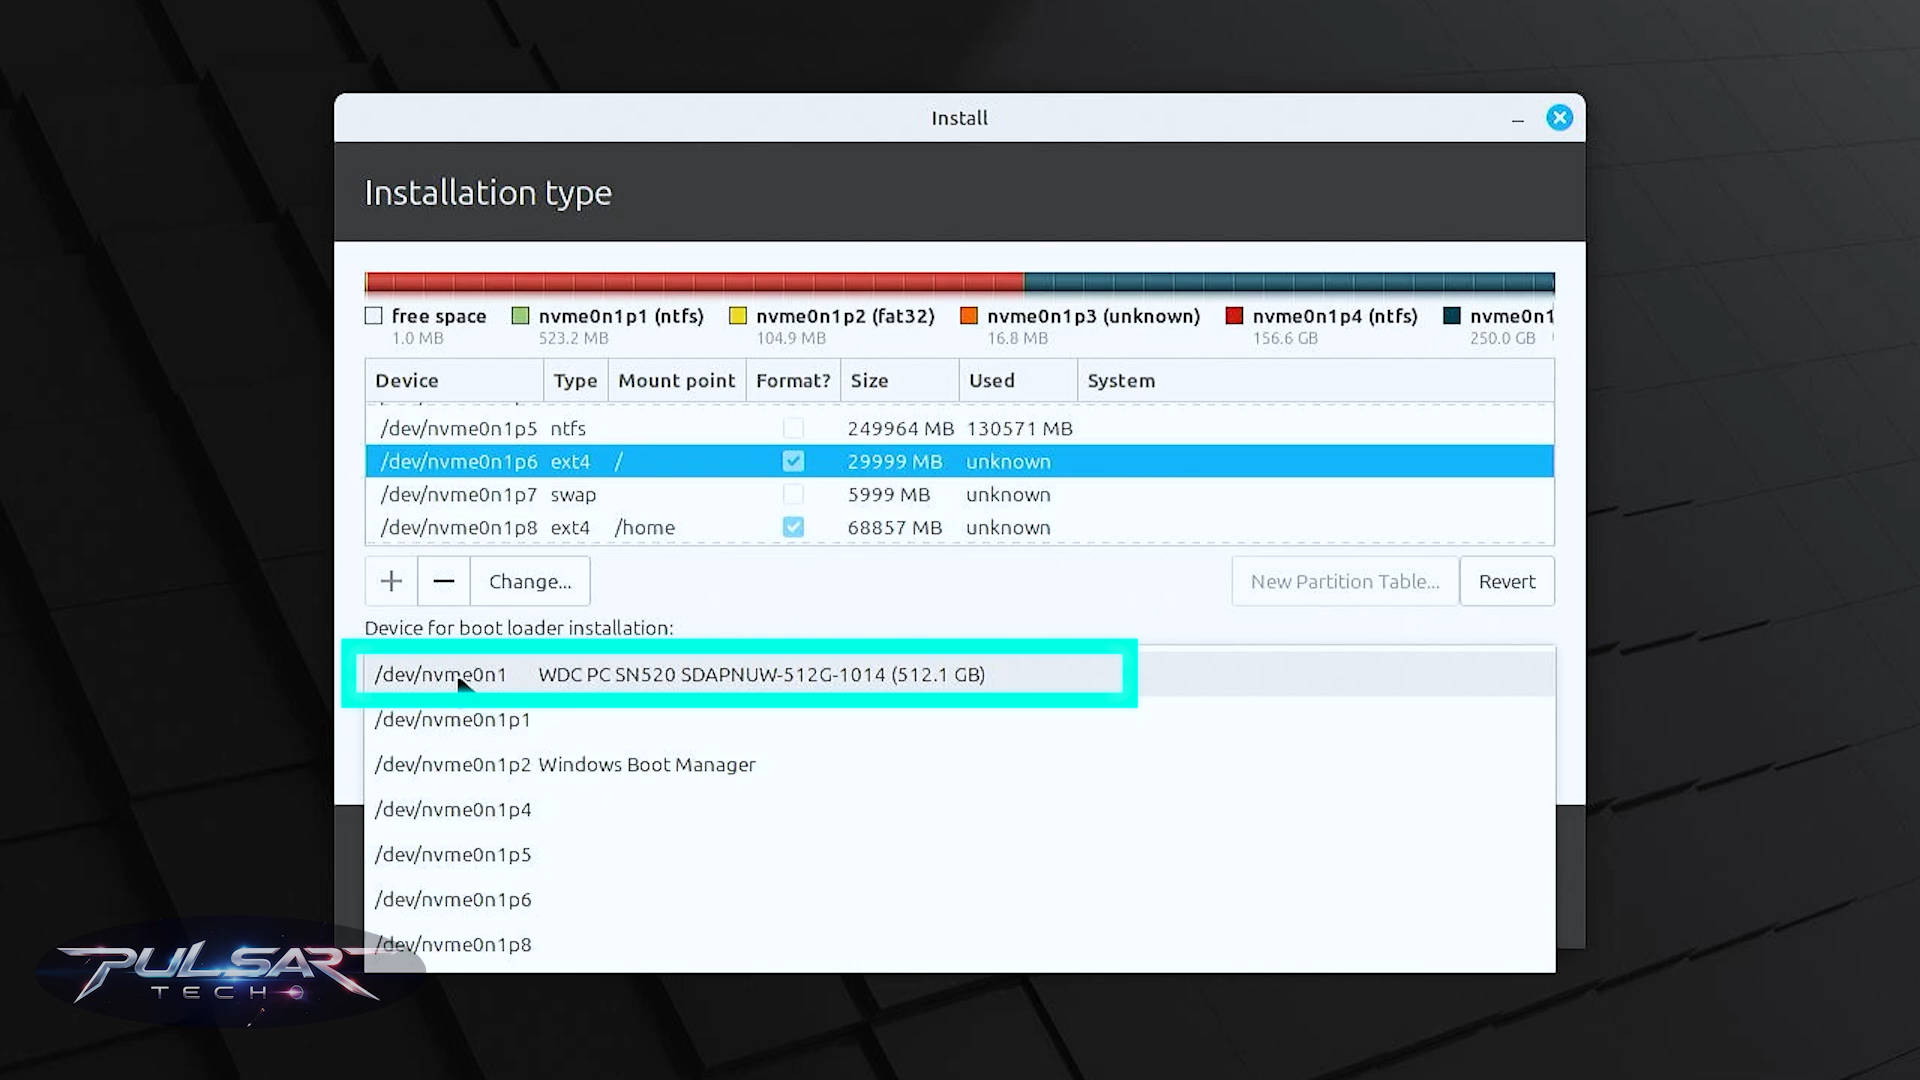 Install
Installation type
free space nvme0n1p1 (ntfs) nvme0n1p2 (fat32) nvme0n1p3 (unknown) nvme0n1p4 (ntfs) nvme0n1
1.0 MB 523.2 MB 104.9 MB 16.8 MB 156.6 GB 250.0 GB
Device Type Mount point Format? Size Used System
/dev/nvme0n1p5 ntfs 249964 MB 130571 MB
/dev/nvme0n1p6 ext4 / 29999 MB unknown
/dev/nvme0n1p7 swap 5999 MB unknown
/dev/nvme0n1p8 ext4 /home 68857 MB unknown
+ − Change... New Partition Table... Revert
Device for boot loader installation:
/dev/nvme0n1 WDC PC SN520 SDAPNUW-512G-1014 (512.1 GB)
/dev/nvme0n1p1
/dev/nvme0n1p2 Windows Boot Manager
/dev/nvme0n1p4
/dev/nvme0n1p5
/dev/nvme0n1p6
/dev/nvme0n1p8
PULSAR
TECH